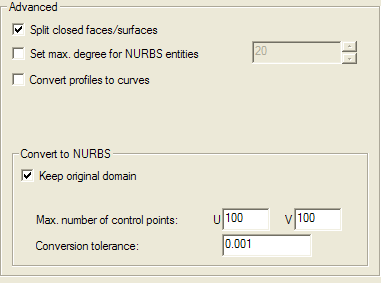 Advanced
Split closed faces/surfaces
Set max. degree for NURBS entities 20
Convert profiles to curves
Convert to NURBS
Keep original domain
Max. number of control points: U 100 V 100
Conversion tolerance: 0.001